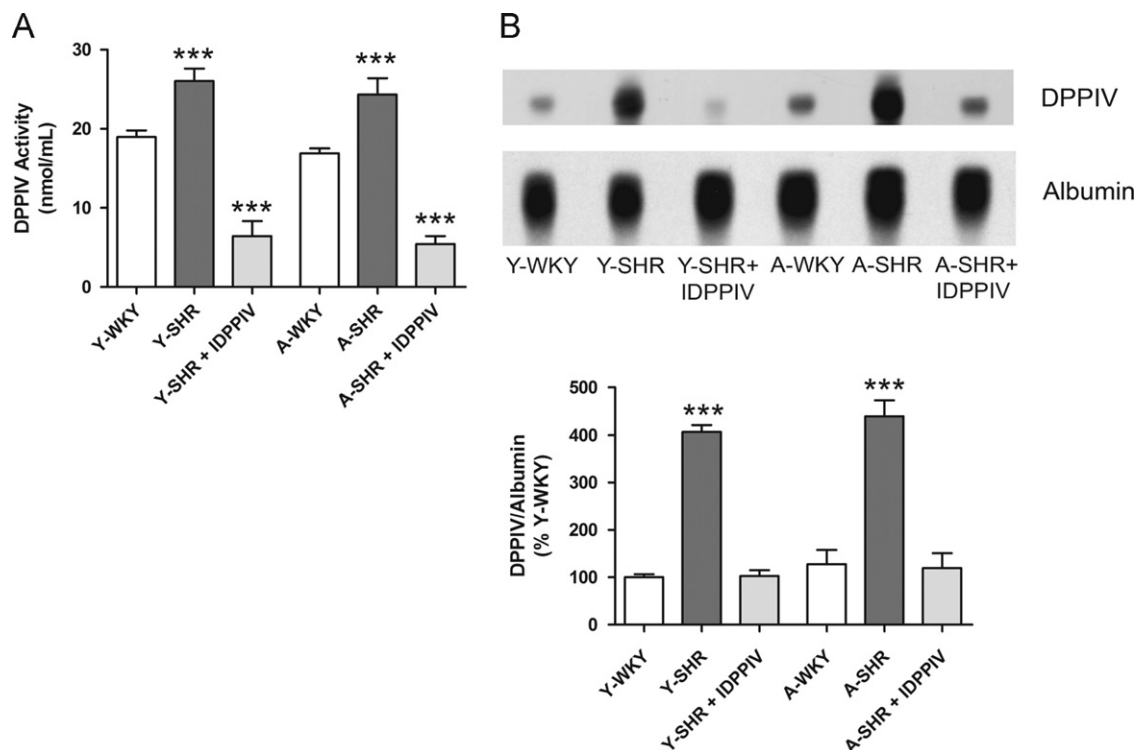 A
DPPIV Activity
(nmol/mL)
30
20
10
0
***
***
***
***
Y-WKY
Y-SHR
Y-SHR + IDPPIV
A-WKY
A-SHR
A-SHR + IDPPIV
B
DPPIV
Albumin
Y-WKY Y-SHR Y-SHR+ A-WKY A-SHR A-SHR+
IDPPIV IDPPIV
DPPIV/Albumin
(% Y-WKY)
500
400
300
200
100
0
***
***
Y-WKY
Y-SHR
Y-SHR + IDPPIV
A-WKY
A-SHR
A-SHR + IDPPIV